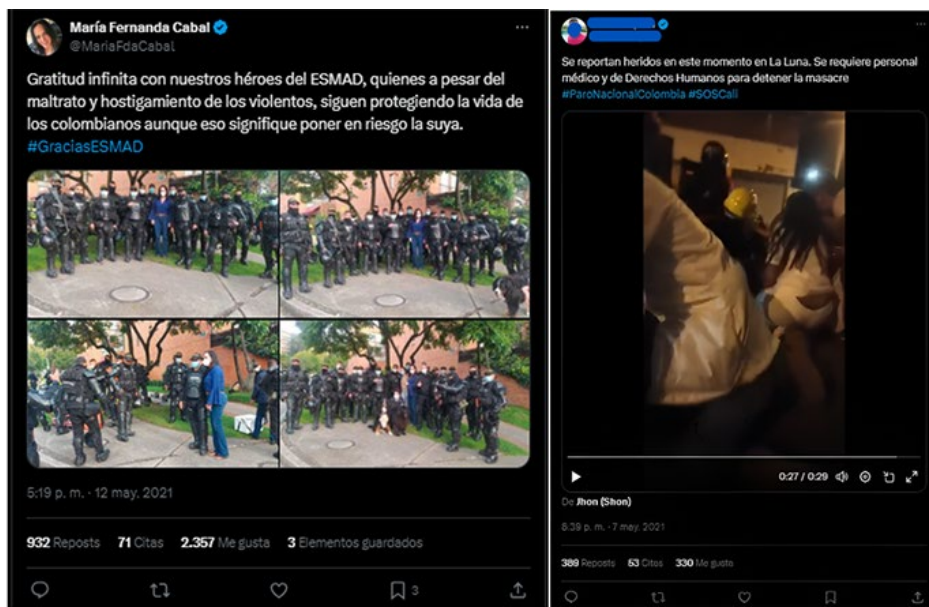 María Fernanda Cabal
@MariaFdaCabal
Gratitud infinita con nuestros héroes del ESMAD, quienes a pesar del
maltrato y hostigamiento de los violentos, siguen protegiendo la vida de
los colombianos aunque eso signifique poner en riesgo la suya.
#GraciasESMAD
5:19 p. m. · 12 may. 2021
932 Reposts 71 Citas 2.357 Me gusta 3 Elementos guardados
3
Se reportan heridos en este momento en La Luna. Se requiere personal
médico y de Derechos Humanos para detener la masacre
#ParoNacionalColombia #SOSCali
0:27 / 0:29
De Jhon (Shon)
8:39 p. m. · 7 may. 2021
389 Reposts 53 Citas 330 Me gusta